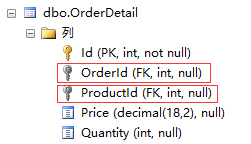 dbo.OrderDetail
列
Id (PK, int, not null)
OrderId (FK, int, null)
ProductId (FK, int, null)
Price (decimal(18,2), null)
Quantity (int, null)